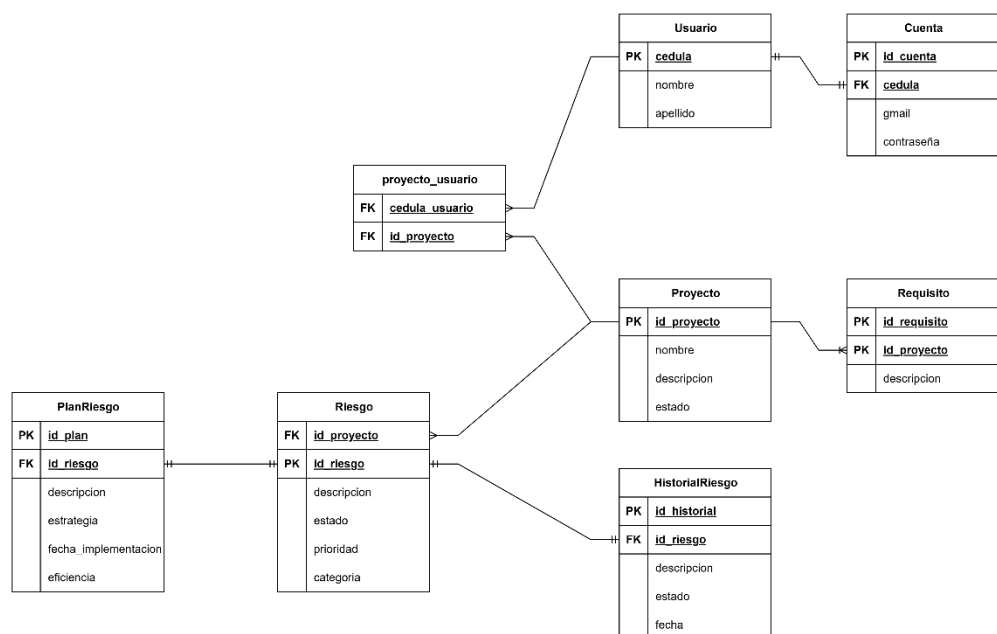 Usuario
PK cedula
nombre
apellido
Cuenta
PK id_cuenta
FK cedula
gmail
contraseña
proyecto_usuario
FK cedula_usuario
FK id_proyecto
Proyecto
PK id_proyecto
nombre
descripcion
estado
Requisito
PK id_requisito
PK id_proyecto
descripcion
PlanRiesgo
PK id_plan
FK id_riesgo
descripcion
estrategia
fecha_implementacion
eficiencia
Riesgo
FK id_proyecto
PK id_riesgo
descripcion
estado
prioridad
categoria
HistorialRiesgo
PK id_historial
FK id_riesgo
descripcion
estado
fecha